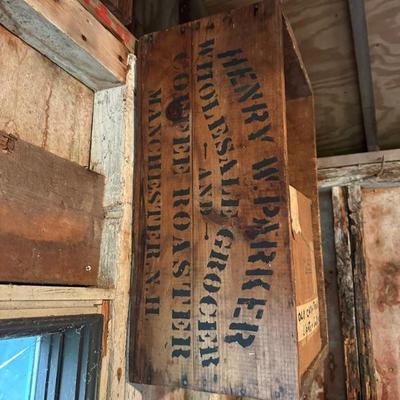 HENRY W. PARKER
WHOLESALE GROCER
— AND —
COFFEE ROASTER
MANCHESTER, N.H